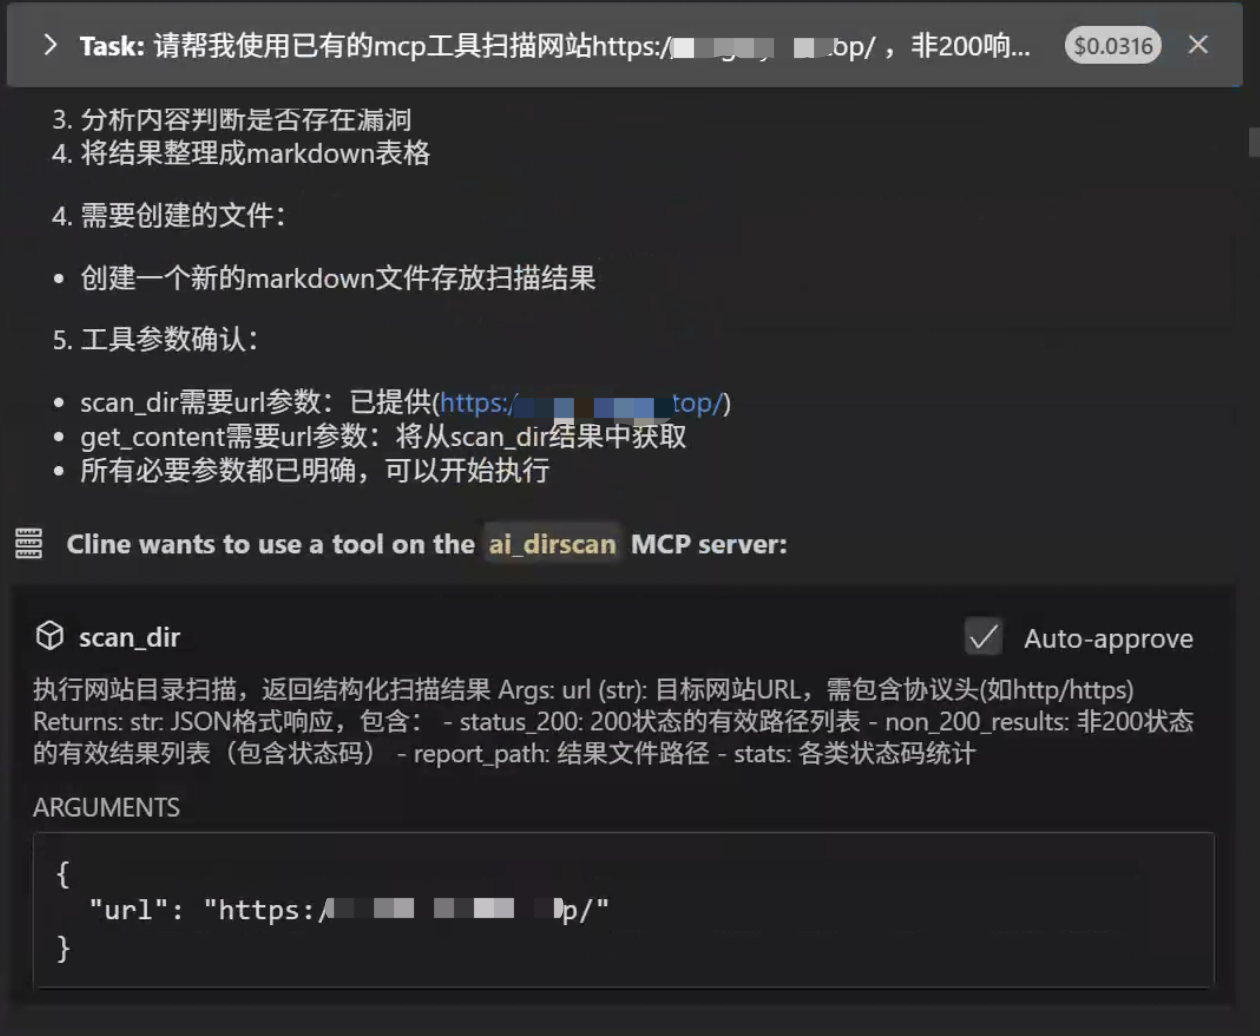 Task: 请帮我使用已有的mcp工具扫描网站https:/ op/ ，非200响... $0.0316
3. 分析内容判断是否存在漏洞
4. 将结果整理成markdown表格
4. 需要创建的文件：
• 创建一个新的markdown文件存放扫描结果
5. 工具参数确认：
• scan_dir需要url参数：已提供(https:/ top/)
• get_content需要url参数：将从scan_dir结果中获取
• 所有必要参数都已明确，可以开始执行
Cline wants to use a tool on the ai_dirscan MCP server:
scan_dir Auto-approve
执行网站目录扫描，返回结构化扫描结果 Args: url (str): 目标网站URL，需包含协议头(如http/https)
Returns: str: JSON格式响应，包含： - status_200: 200状态的有效路径列表 - non_200_results: 非200状态
的有效结果列表（包含状态码） - report_path: 结果文件路径 - stats: 各类状态码统计
ARGUMENTS
{
"url": "https:/ p/"
}